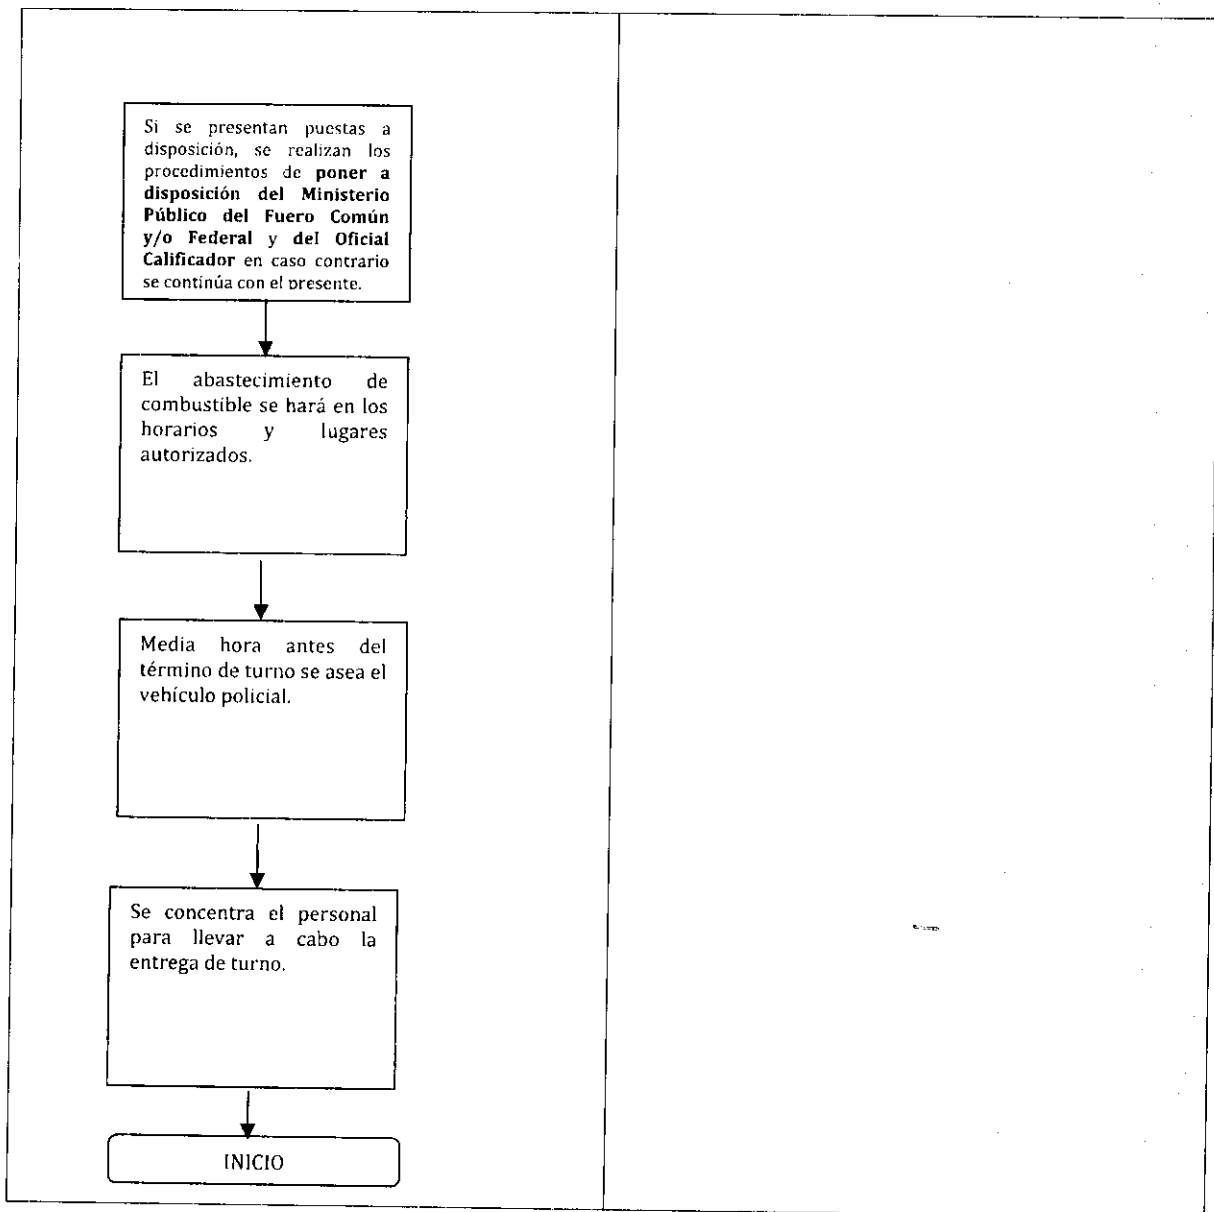 Si se presentan puestas a
disposición, se realizan los
procedimientos de poner a
disposición del Ministerio
Público del Fuero Común
y/o Federal y del Oficial
Calificador en caso contrario
se continúa con el presente.
El abastecimiento de
combustible se hará en los
horarios y lugares
autorizados.
Media hora antes del
término de turno se asea el
vehículo policial.
Se concentra el personal
para llevar a cabo la
entrega de turno.
INICIO